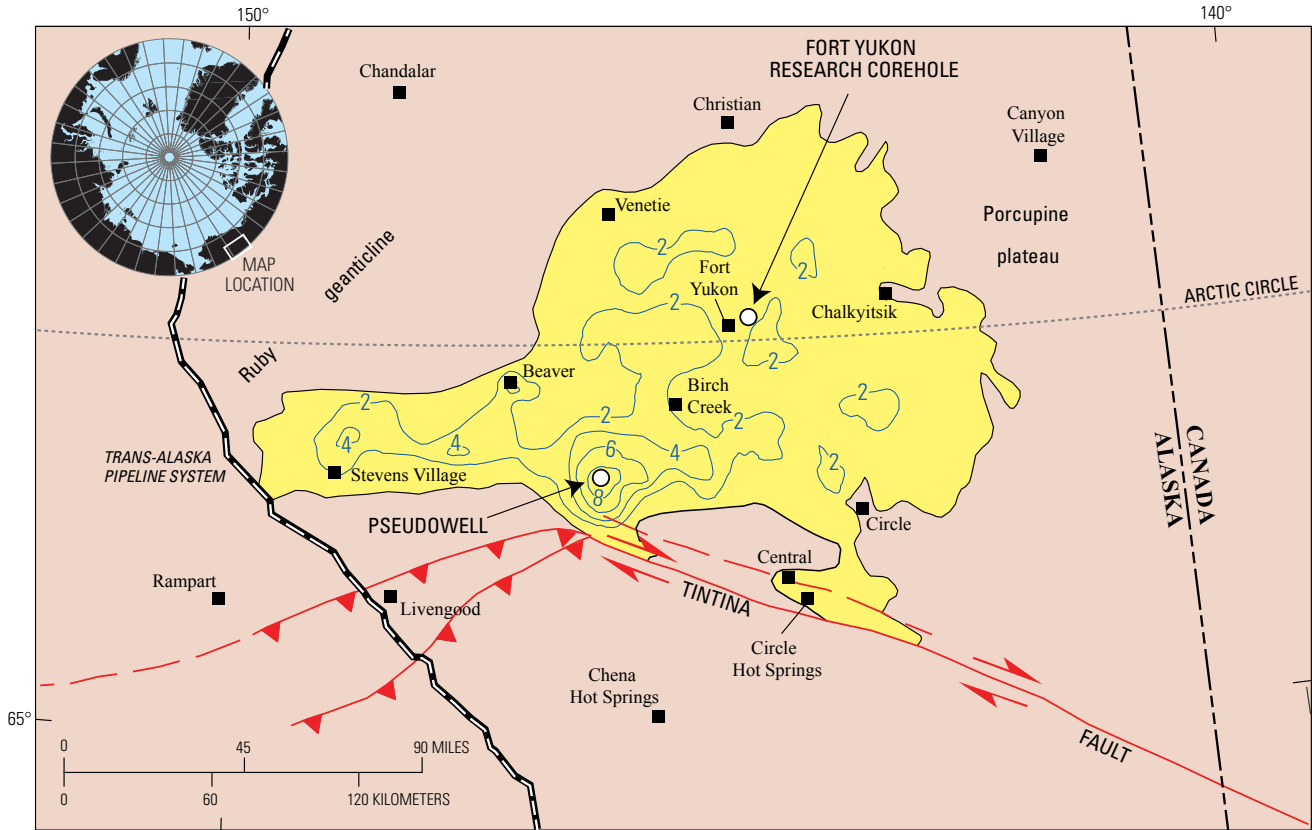 150°
140°
FORT YUKON
RESEARCH COREHOLE
Chandalar
Christian
Canyon
Village
Venetie
Porcupine
plateau
MAP
LOCATION
geanticline
2
2
Fort
Yukon
ARCTIC CIRCLE
Chalkyitsik
2
2
Ruby
Beaver
Birch
Creek
2
2
2
2
4
4
6
4
2
TRANS-ALASKA
PIPELINE SYSTEM
Stevens Village
8
PSEUDOWELL
Circle
CANADA
ALASKA
Central
Rampart
Livengood
TINTINA
Circle
Hot Springs
Chena
Hot Springs
65°
FAULT
0 45 90 MILES
0 60 120 KILOMETERS